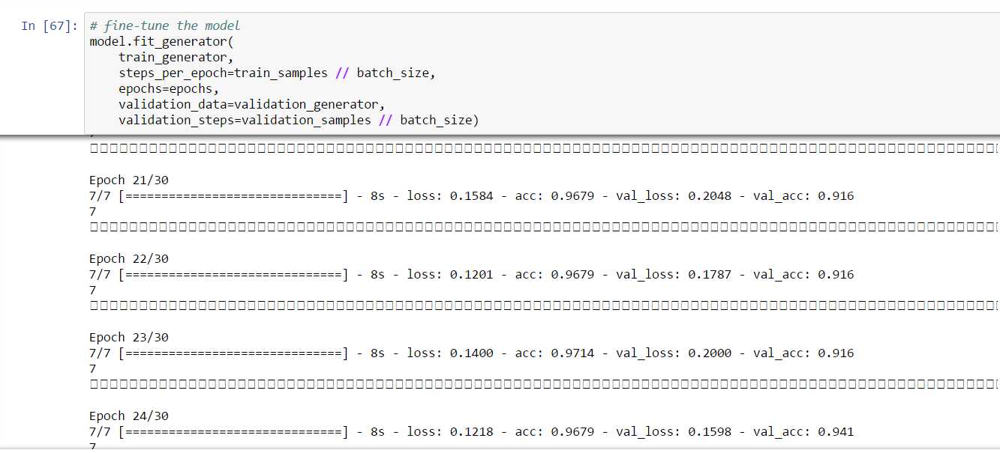 In [67]: # fine-tune the model
model.fit_generator(
    train_generator,
    steps_per_epoch=train_samples // batch_size,
    epochs=epochs,
    validation_data=validation_generator,
    validation_steps=validation_samples // batch_size)
Epoch 21/30
7/7 [==============================] - 8s - loss: 0.1584 - acc: 0.9679 - val_loss: 0.2048 - val_acc: 0.916
7
Epoch 22/30
7/7 [==============================] - 8s - loss: 0.1201 - acc: 0.9679 - val_loss: 0.1787 - val_acc: 0.916
7
Epoch 23/30
7/7 [==============================] - 8s - loss: 0.1400 - acc: 0.9714 - val_loss: 0.2000 - val_acc: 0.916
7
Epoch 24/30
7/7 [==============================] - 8s - loss: 0.1218 - acc: 0.9679 - val_loss: 0.1598 - val_acc: 0.941
7